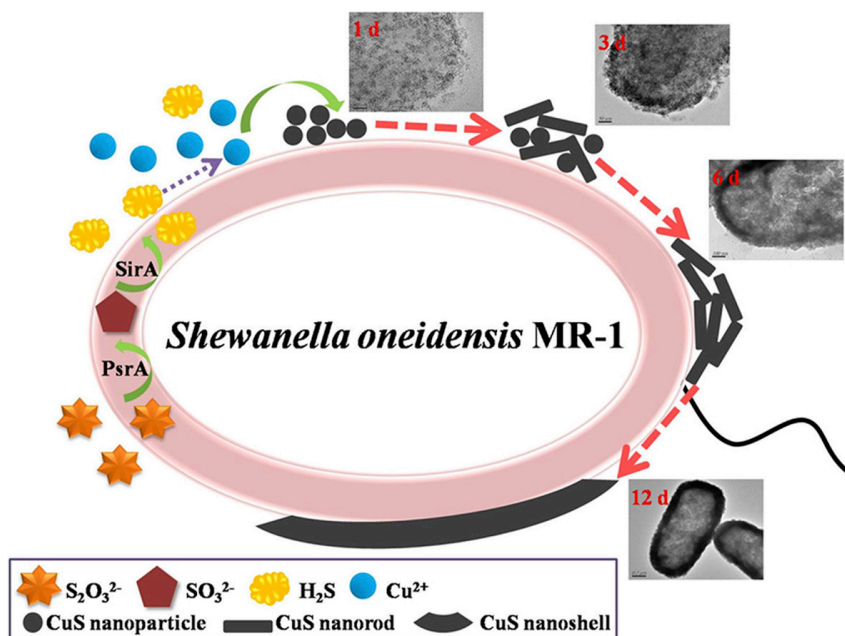 1 d
3 d
6 d
SirA
Shewanella oneidensis MR-1
PsrA
12 d
S₂O₃²⁻
SO₃²⁻
H₂S
Cu²⁺
CuS nanoparticle
CuS nanorod
CuS nanoshell